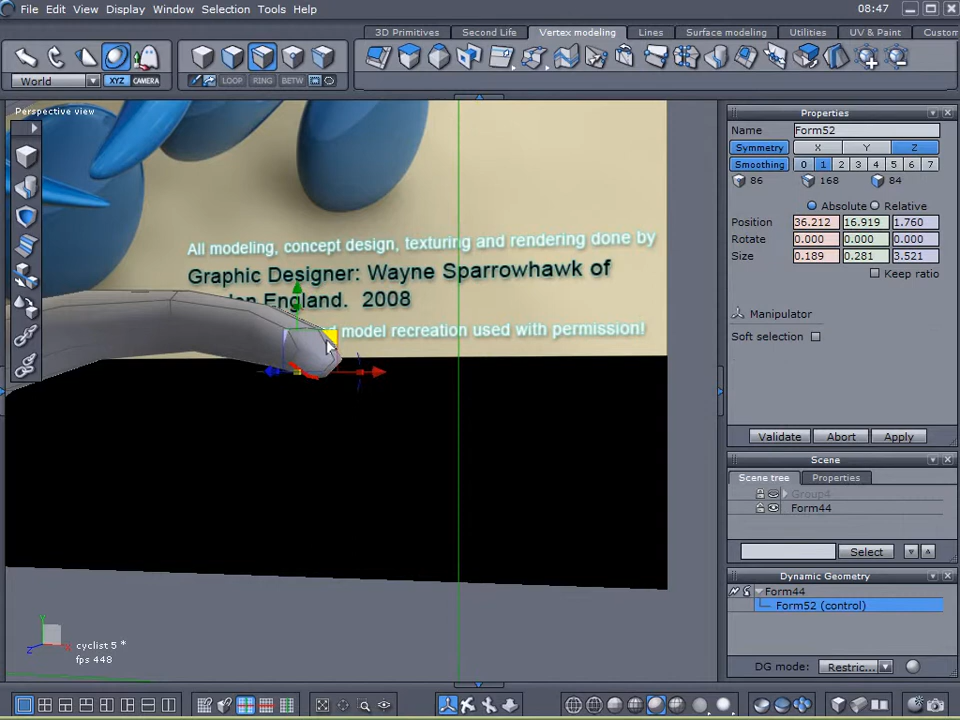 File Edit View Display Window Selection Tools Help 08:47
3D Primitives Second Life Vertex modeling Lines Surface modeling Utilities UV & Paint Custom
World XYZ CAMERA LOOP RING BETW
Perspective view
Properties
Name Form52
Symmetry X Y Z
Smoothing 0 1 2 3 4 5 6 7
86 168 84
Absolute Relative
Position 36.212 16.919 1.760
Rotate 0.000 0.000 0.000
Size 0.189 0.281 3.521
Keep ratio
Manipulator
Soft selection
Validate Abort Apply
Scene
Scene tree Properties
Group4
Form44
Select
Dynamic Geometry
Form44
Form52 (control)
DG mode: Restric...
All modeling, concept design, texturing and rendering done by
Graphic Designer: Wayne Sparrowhawk of
England. 2008
model recreation used with permission!
Y
Z
cyclist 5 *
fps 448